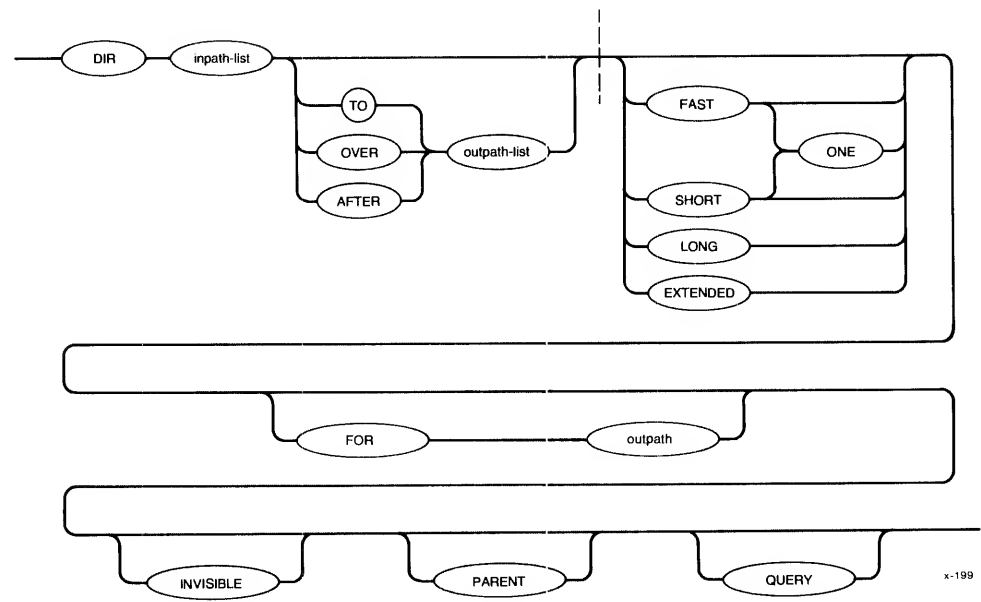 DIR inpath-list
TO
OVER outpath-list
AFTER
FAST
ONE
SHORT
LONG
EXTENDED
FOR outpath
INVISIBLE PARENT QUERY
x-199